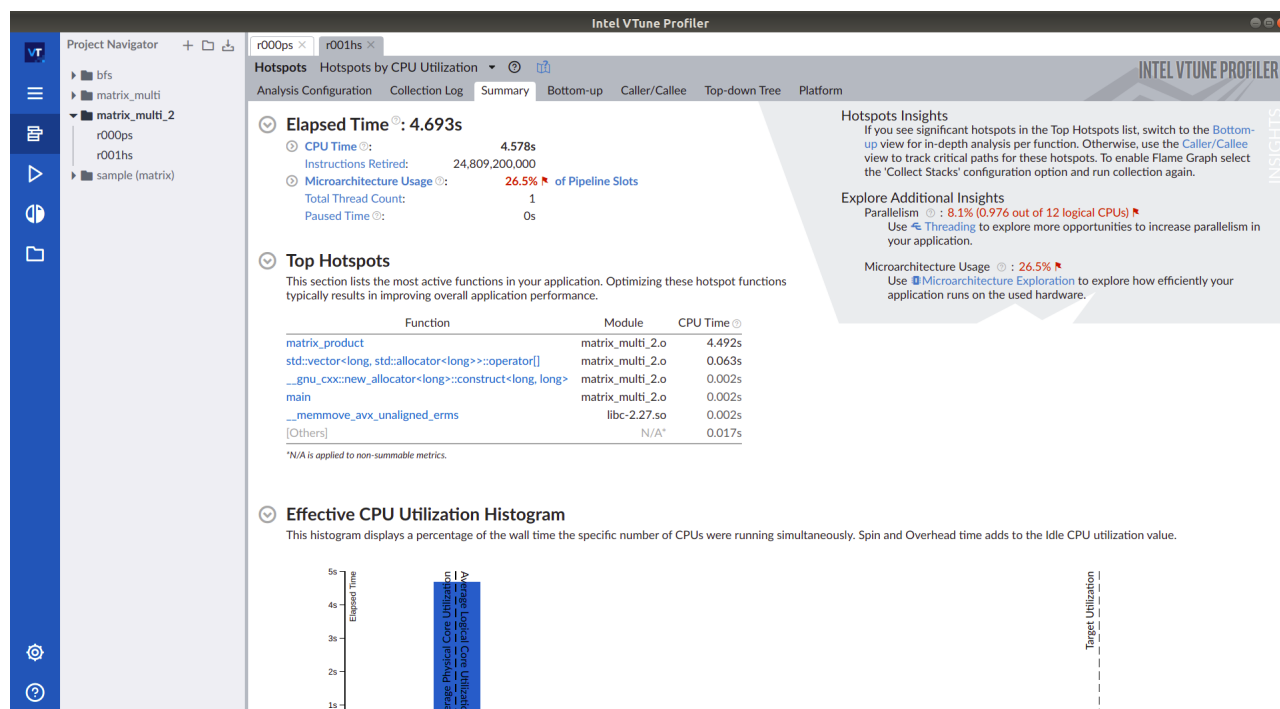 Intel VTune Profiler
VT
Project Navigator
bfs
matrix_multi
matrix_multi_2
r000ps
r001hs
sample (matrix)
r000ps
r001hs
Hotspots Hotspots by CPU Utilization
INTEL VTUNE PROFILER
Analysis Configuration Collection Log Summary Bottom-up Caller/Callee Top-down Tree Platform
Elapsed Time: 4.693s
CPU Time: 4.578s
Instructions Retired: 24,809,200,000
Microarchitecture Usage: 26.5% of Pipeline Slots
Total Thread Count: 1
Paused Time: 0s
Hotspots Insights
If you see significant hotspots in the Top Hotspots list, switch to the Bottom-
up view for in-depth analysis per function. Otherwise, use the Caller/Callee
view to track critical paths for these hotspots. To enable Flame Graph select
the 'Collect Stacks' configuration option and run collection again.
Explore Additional Insights
Parallelism : 8.1% (0.976 out of 12 logical CPUs)
Use Threading to explore more opportunities to increase parallelism in
your application.
Microarchitecture Usage : 26.5%
Use Microarchitecture Exploration to explore how efficiently your
application runs on the used hardware.
INSIGHTS
Top Hotspots
This section lists the most active functions in your application. Optimizing these hotspot functions
typically results in improving overall application performance.
Function Module CPU Time
matrix_product matrix_multi_2.o 4.492s
std::vector<long, std::allocator<long>>::operator[] matrix_multi_2.o 0.063s
__gnu_cxx::new_allocator<long>::construct<long, long> matrix_multi_2.o 0.002s
main matrix_multi_2.o 0.002s
__memmove_avx_unaligned_erms libc-2.27.so 0.002s
[Others] N/A* 0.017s
*N/A is applied to non-summable metrics.
Effective CPU Utilization Histogram
This histogram displays a percentage of the wall time the specific number of CPUs were running simultaneously. Spin and Overhead time adds to the Idle CPU utilization value.
5s
4s
3s
2s
1s
Elapsed Time
Physical Core Utilization
Average Logical Core
Target Utilization